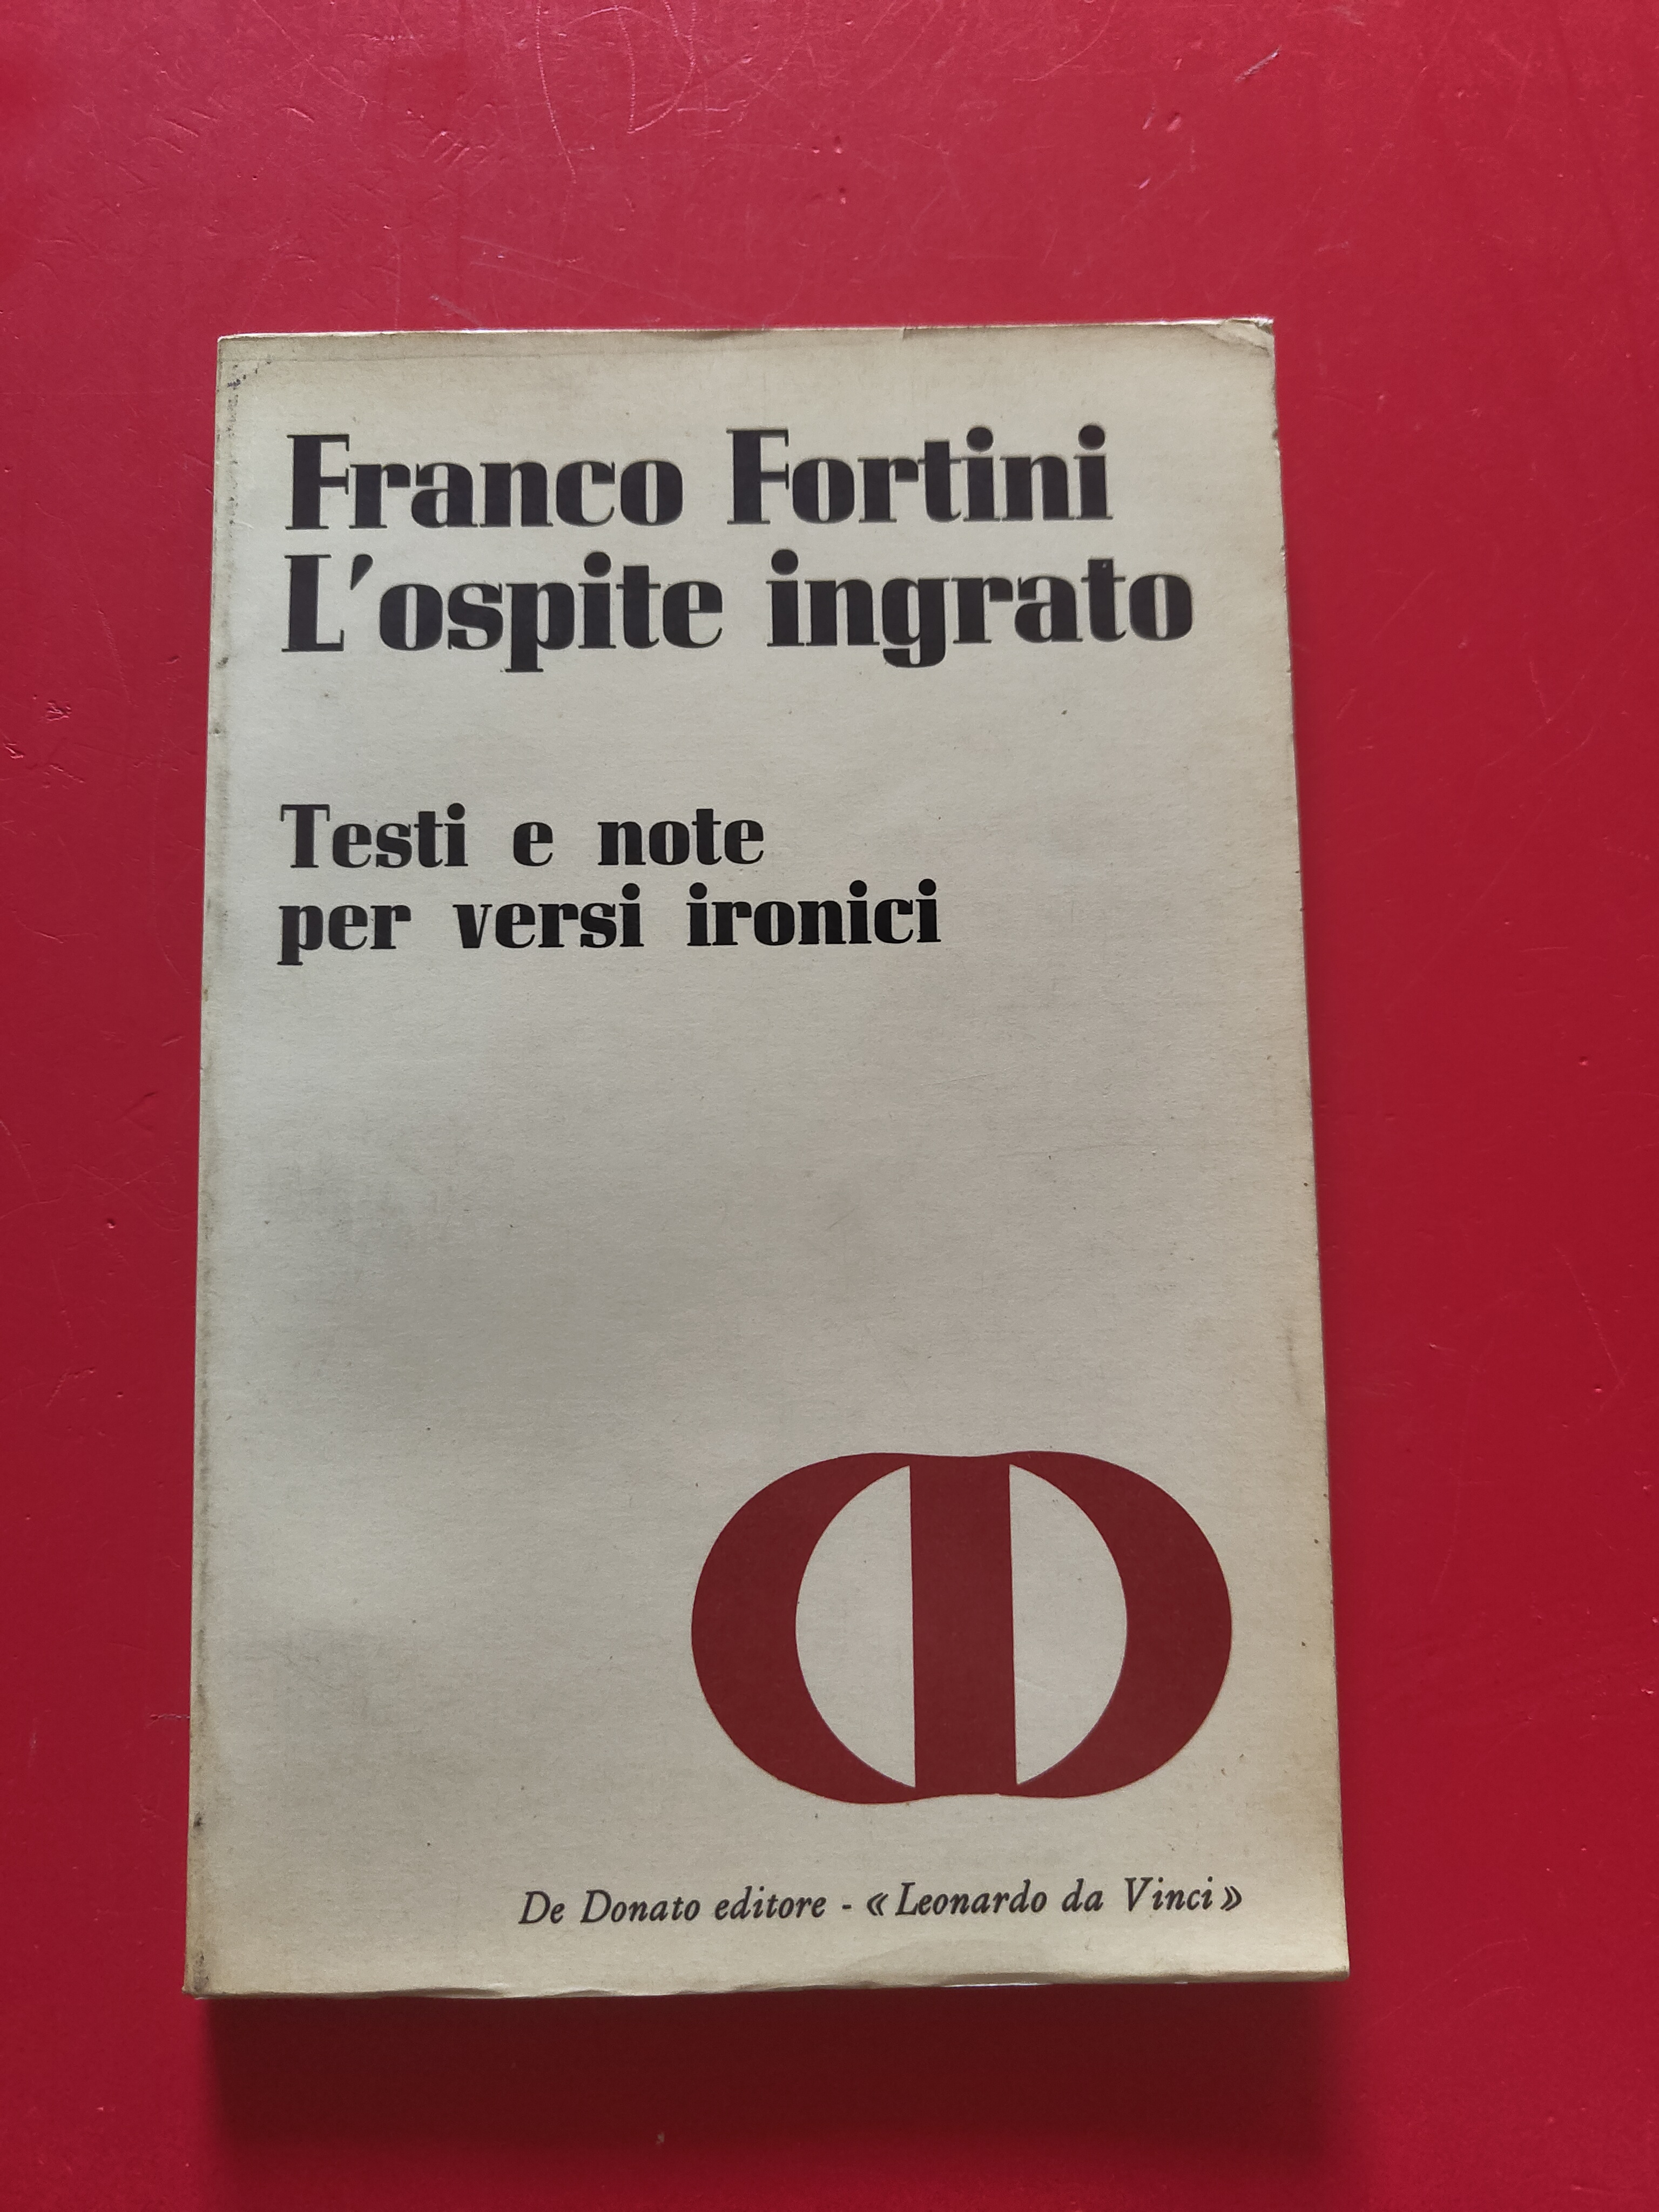 Franco Fortini
L'ospite ingrato
Testi e note
per versi ironici
De Donato editore - «Leonardo da Vinci»